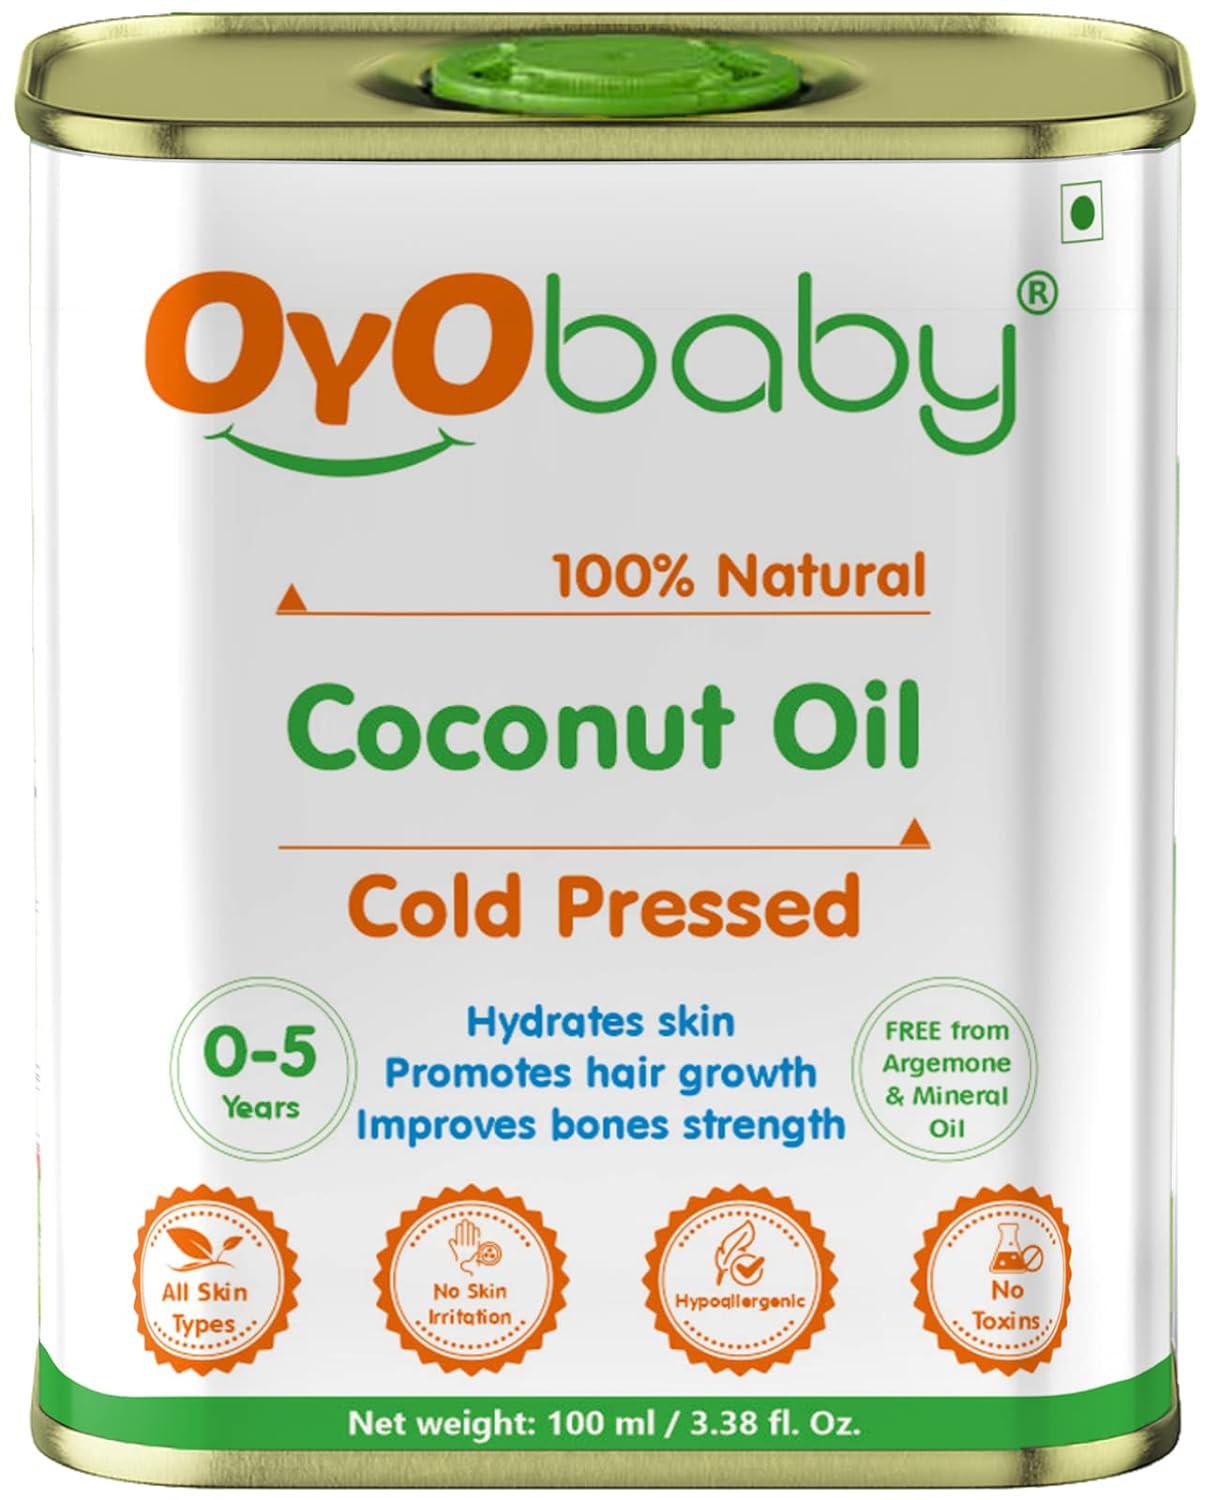 OyObaby®
100% Natural
Coconut Oil
Cold Pressed
0-5
Years
Hydrates skin
Promotes hair growth
Improves bones strength
FREE from
Argemone
& Mineral
Oil
All Skin
Types
No Skin
Irritation
Hypoallergenic
No
Toxins
Net weight: 100 ml / 3.38 fl. Oz.